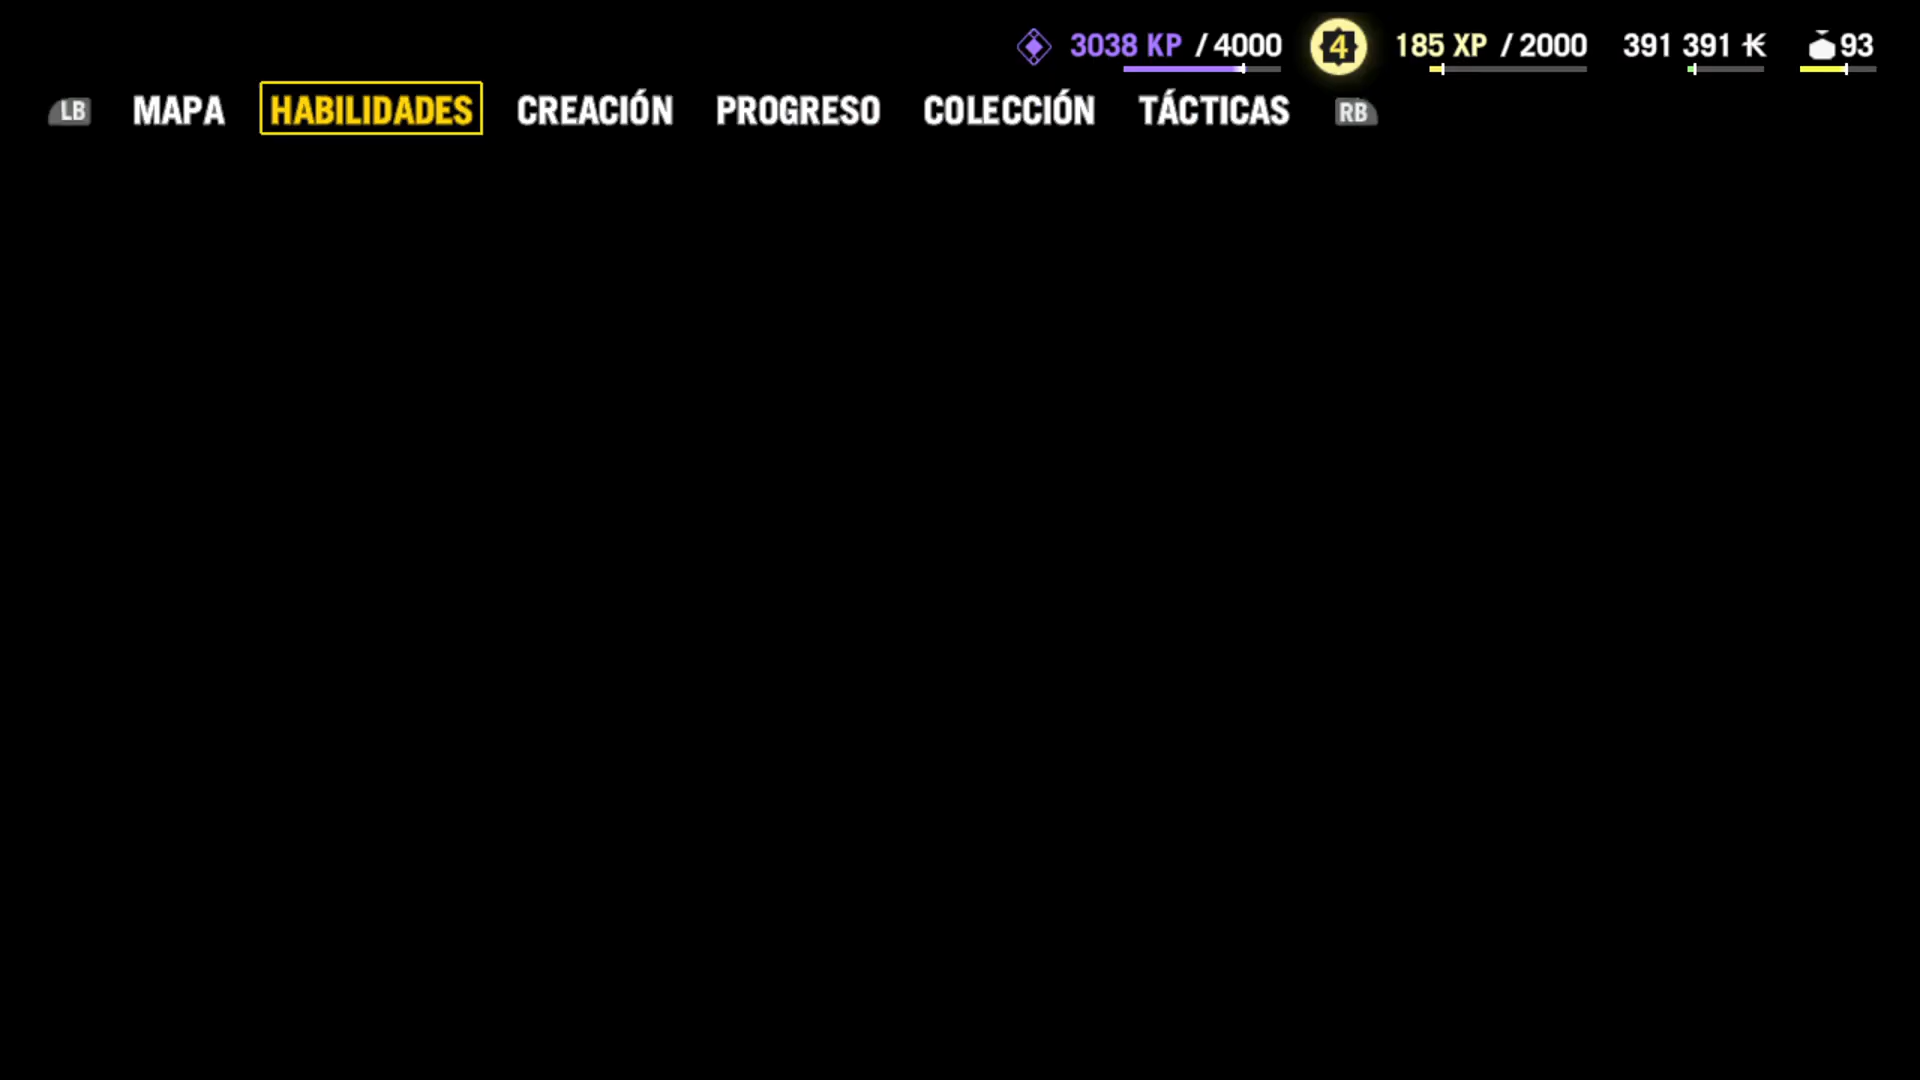 3038 KP / 4000 4 185 XP / 2000 391 391 K 93
LB MAPA HABILIDADES CREACIÓN PROGRESO COLECCIÓN TÁCTICAS RB